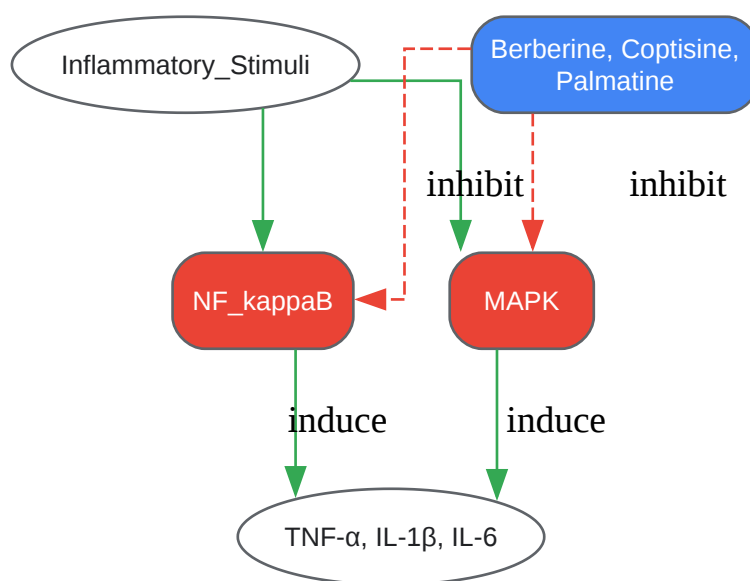 Inflammatory_Stimuli
Berberine, Coptisine,
Palmatine
inhibit
inhibit
NF_kappaB
MAPK
induce
induce
TNF-α, IL-1β, IL-6